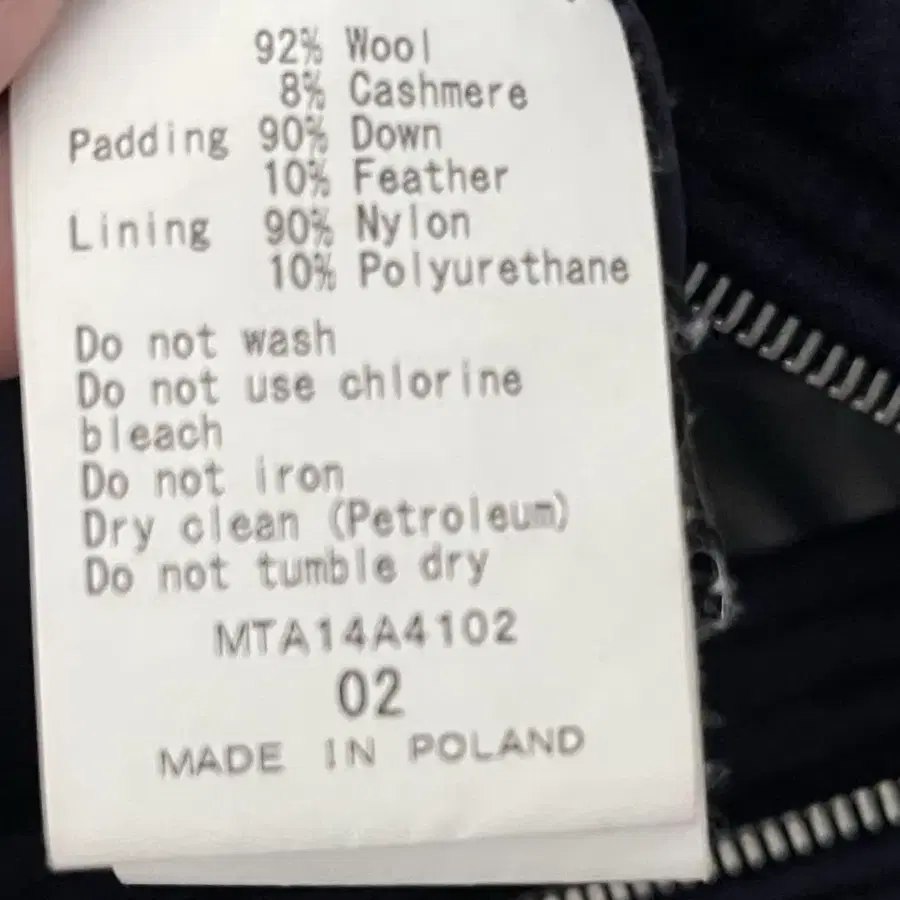 92% Wool
8% Cashmere
Padding 90% Down
10% Feather
Lining 90% Nylon
10% Polyurethane
Do not wash
Do not use chlorine
bleach
Do not iron
Dry clean (Petroleum)
Do not tumble dry
MTA14A4102
02
MADE IN POLAND